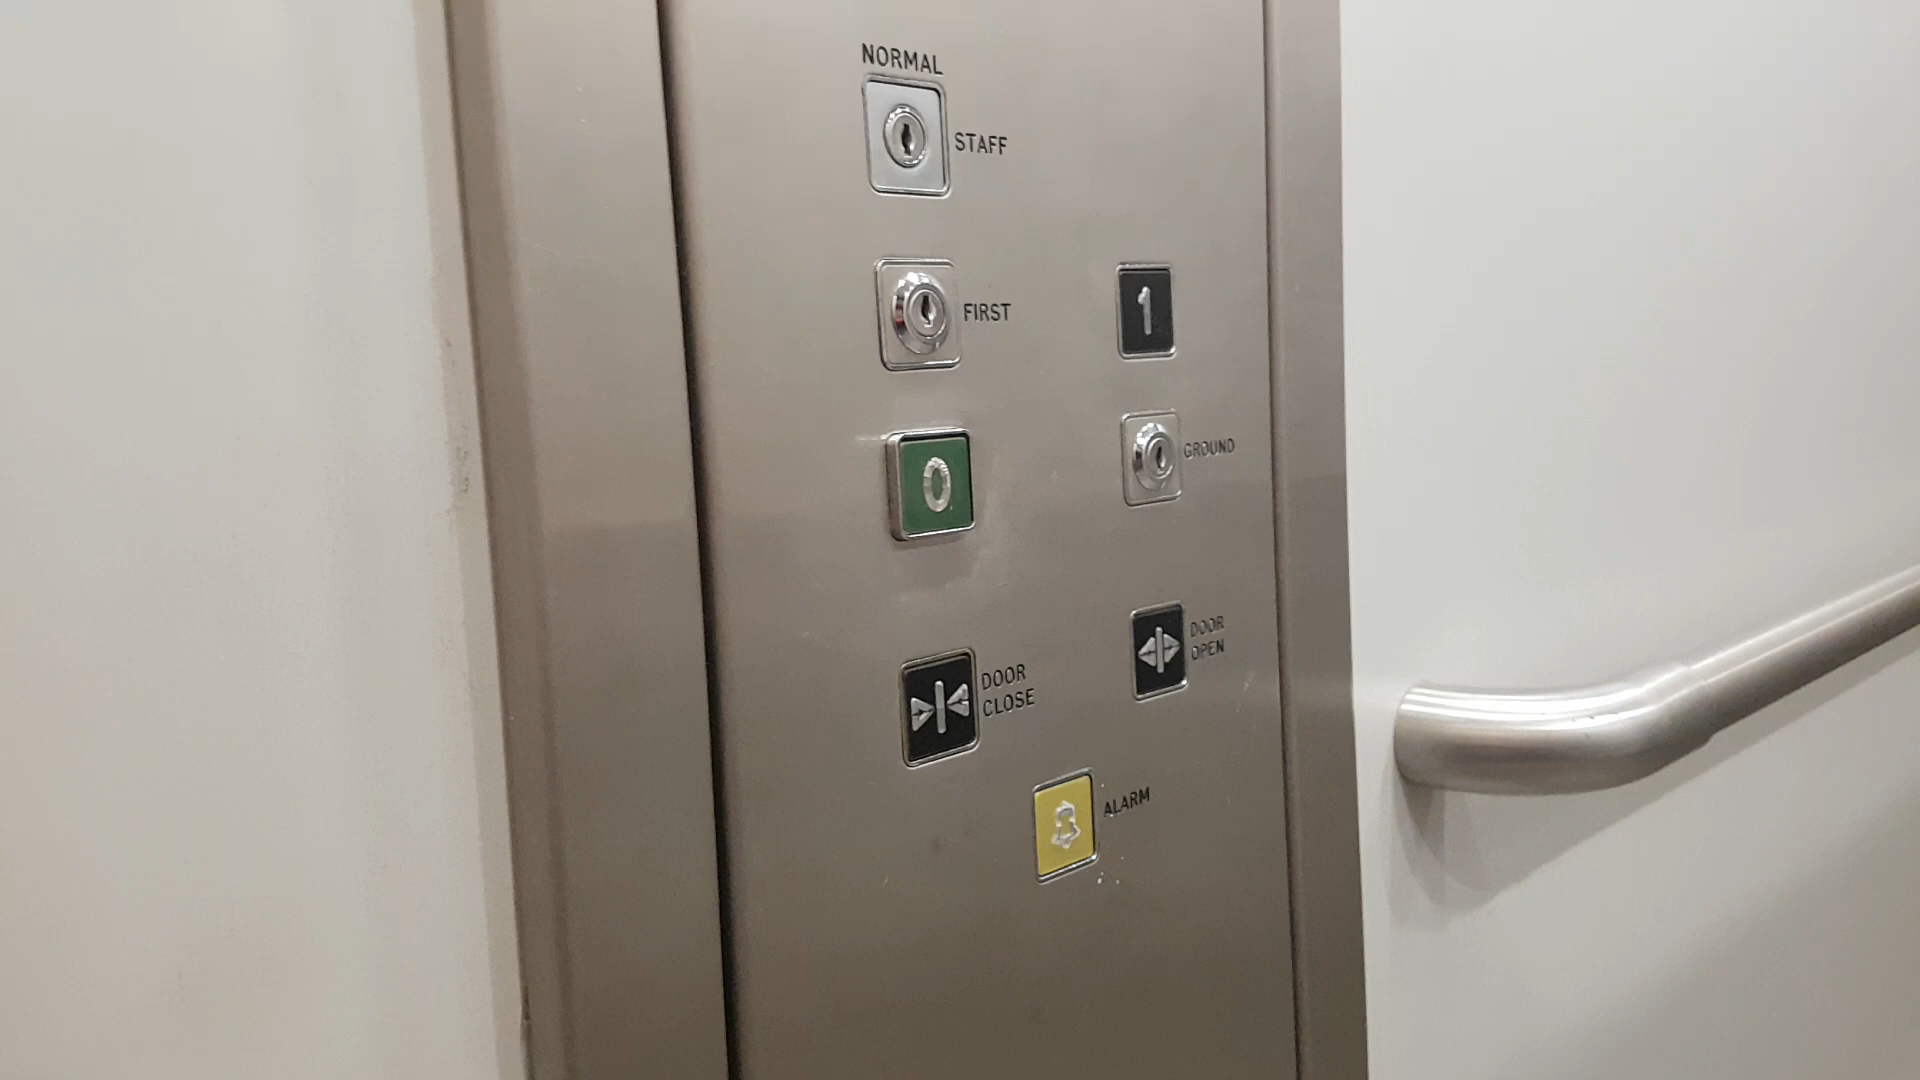 NORMAL
STAFF
FIRST
1
0
GROUND
DOOR
OPEN
DOOR
CLOSE
ALARM